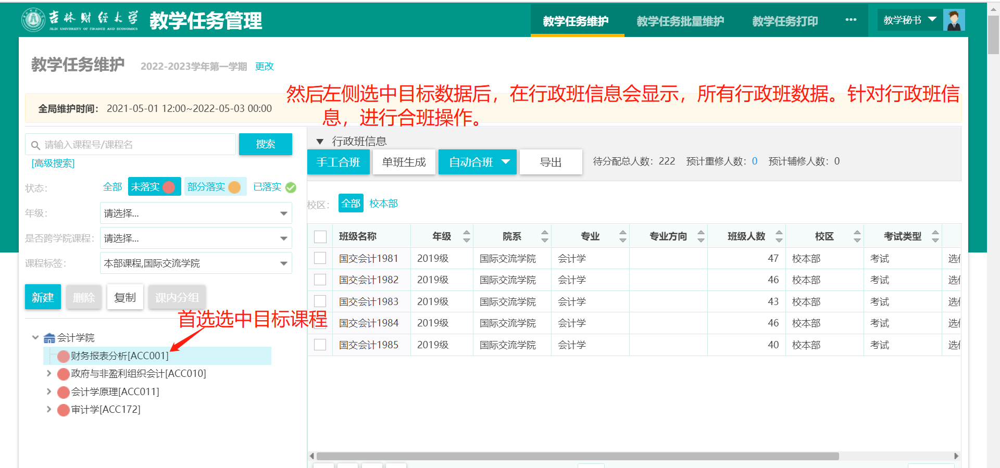 吉林财经大学 教学任务管理
JILIN UNIVERSITY OF FINANCE AND ECONOMICS
教学任务维护 教学任务批量维护 教学任务打印 ••• 教学秘书
教学任务维护 2022-2023学年第一学期 更改
然后左侧选中目标数据后，在行政班信息会显示，所有行政班数据。针对行政班信
息，进行合班操作。
全局维护时间： 2021-05-01 12:00~2022-05-03 00:00
请输入课程号/课程名 搜索
[高级搜索]
状态： 全部 未落实 部分落实 已落实
年级： 请选择...
是否跨学院课程： 请选择...
课程标签： 本部课程,国际交流学院
新建 删除 复制 课内分组
首选选中目标课程
会计学院
财务报表分析[ACC001]
政府与非盈利组织会计[ACC010]
会计学原理[ACC011]
审计学[ACC172]
行政班信息
手工合班 单班生成 自动合班 导出 待分配总人数：222 预计重修人数：0 预计辅修人数：0
校区： 全部 校本部
班级名称 年级 院系 专业 专业方向 班级人数 校区 考试类型
国交会计1981 2019级 国际交流学院 会计学 47 校本部 考试 选
国交会计1982 2019级 国际交流学院 会计学 46 校本部 考试 选
国交会计1983 2019级 国际交流学院 会计学 43 校本部 考试 选
国交会计1984 2019级 国际交流学院 会计学 46 校本部 考试 选
国交会计1985 2019级 国际交流学院 会计学 40 校本部 考试 选